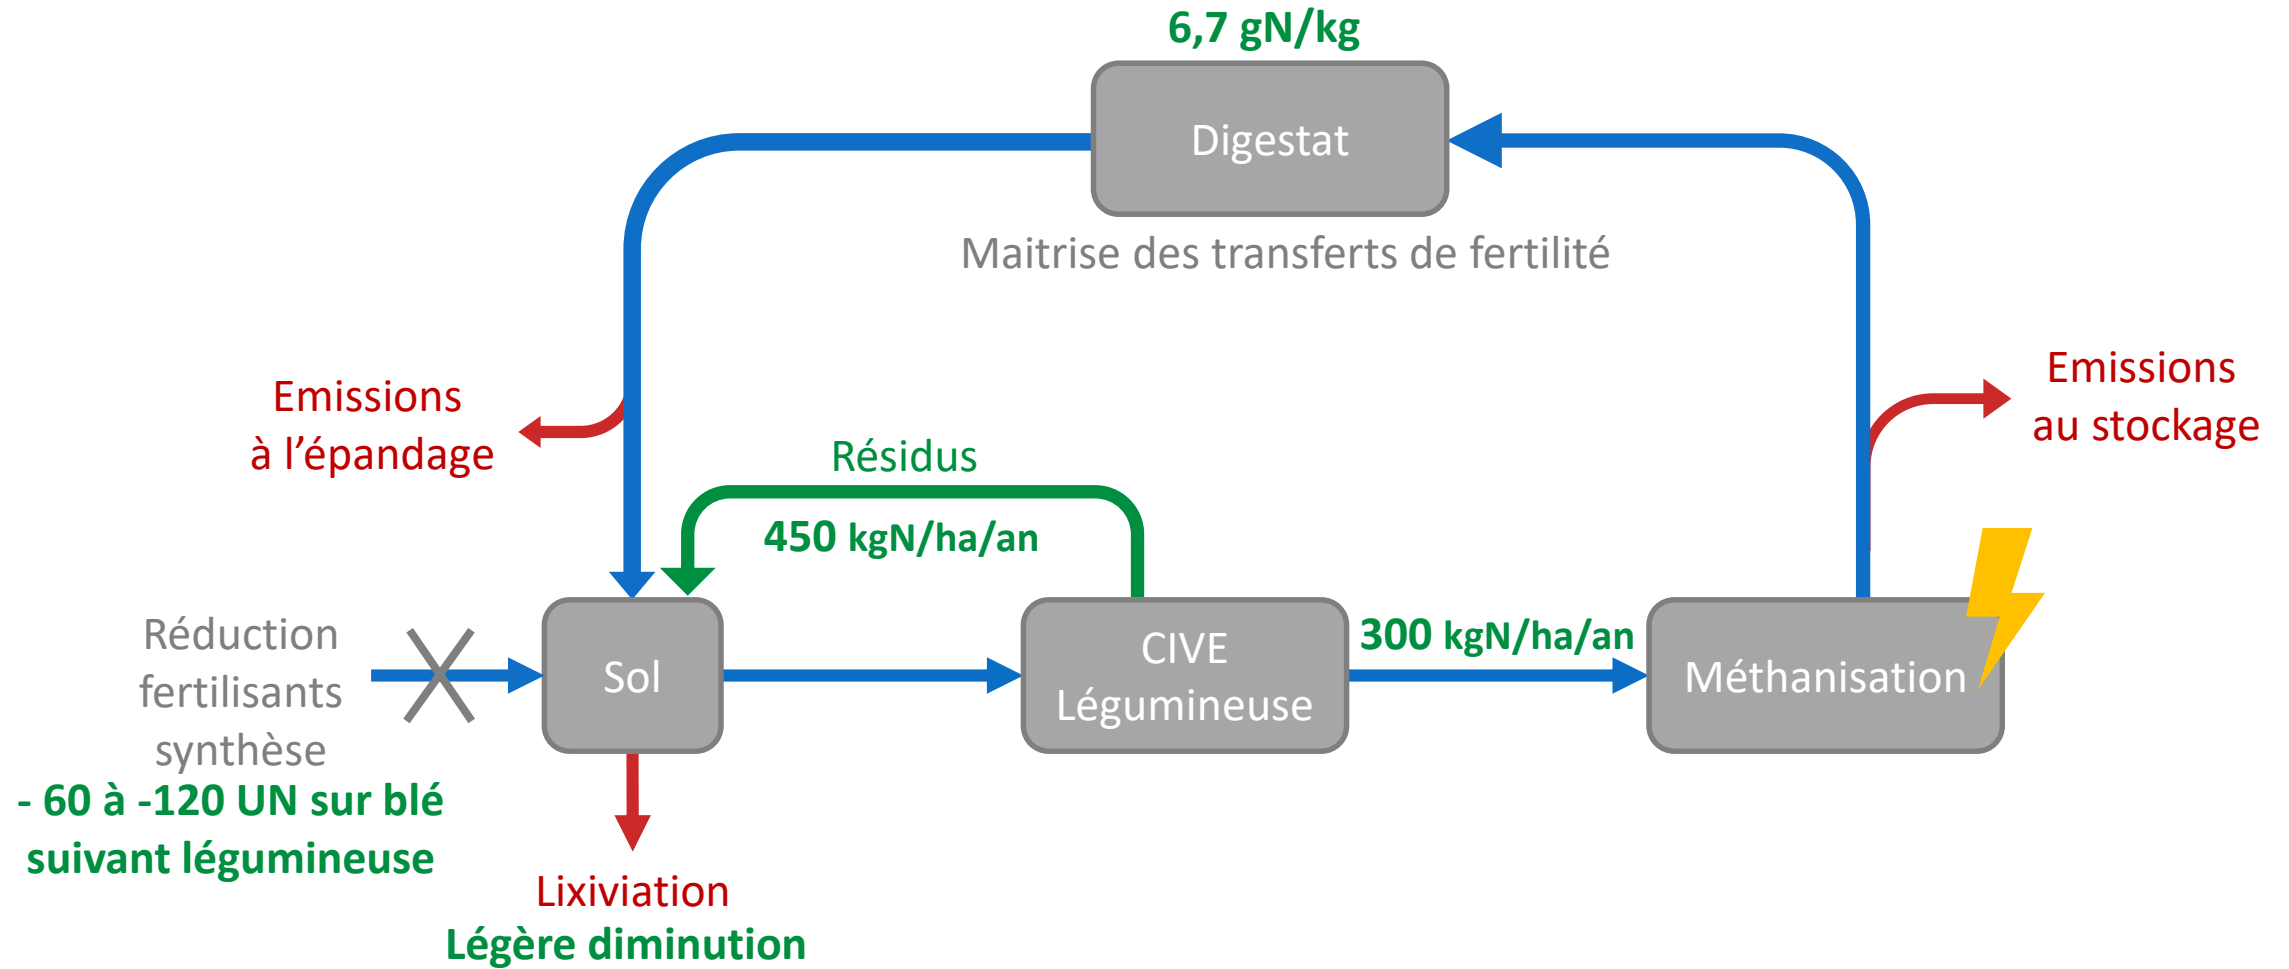 6,7 gN/kg
Digestat
Maitrise des transferts de fertilité
Emissions
à l’épandage
Emissions
au stockage
Résidus
450 kgN/ha/an
Réduction
fertilisants
synthèse
- 60 à -120 UN sur blé
suivant légumineuse
Sol
CIVE
Légumineuse
300 kgN/ha/an
Méthanisation
Lixiviation
Légère diminution